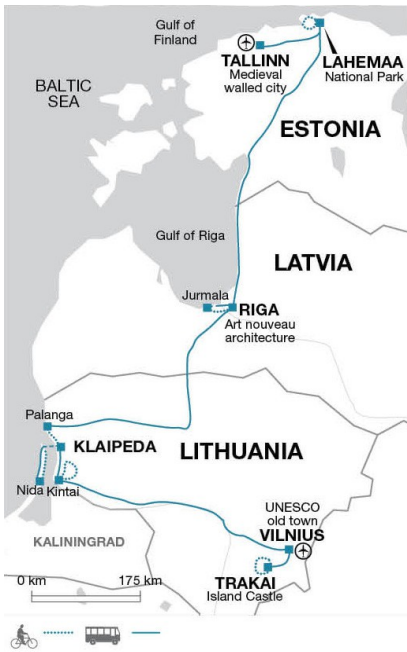 Gulf of
Finland
TALLINN
Medieval
walled city
LAHEMAA
National Park
BALTIC
SEA
ESTONIA
Gulf of Riga
LATVIA
Jurmala
RIGA
Art nouveau
architecture
Palanga
KLAIPEDA
LITHUANIA
Nida Kintai
UNESCO
old town
VILNIUS
KALININGRAD
TRAKAI
Island Castle
0 km 175 km